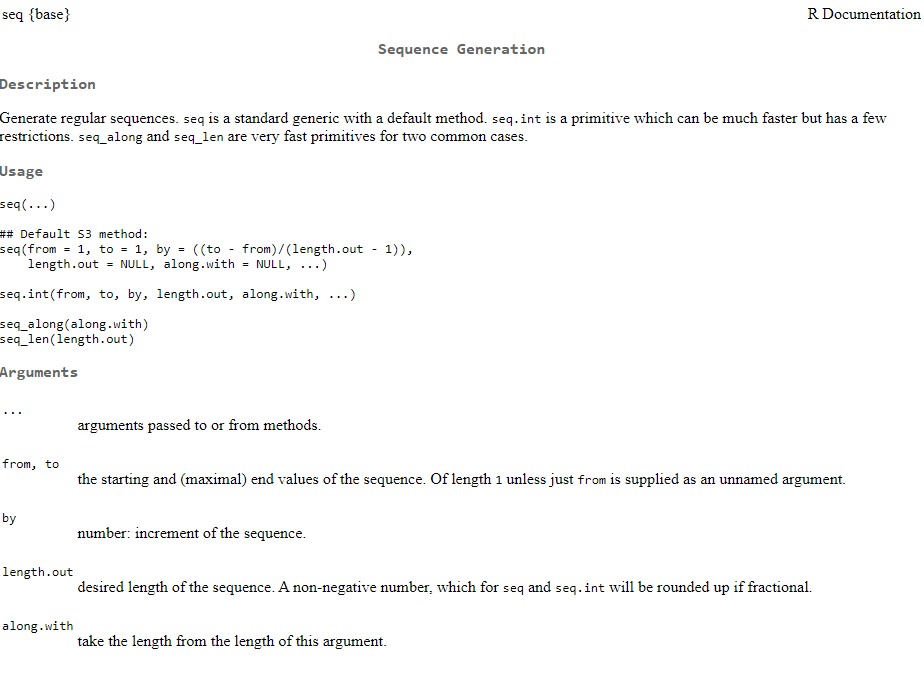 seq {base}
R Documentation
Sequence Generation
Description
Generate regular sequences. seq is a standard generic with a default method. seq.int is a primitive which can be much faster but has a few
restrictions. seq_along and seq_len are very fast primitives for two common cases.
Usage
seq(...)
## Default S3 method:
seq(from = 1, to = 1, by = ((to - from)/(length.out - 1)),
    length.out = NULL, along.with = NULL, ...)
seq.int(from, to, by, length.out, along.with, ...)
seq_along(along.with)
seq_len(length.out)
Arguments
...
arguments passed to or from methods.
from, to
the starting and (maximal) end values of the sequence. Of length 1 unless just from is supplied as an unnamed argument.
by
number: increment of the sequence.
length.out
desired length of the sequence. A non-negative number, which for seq and seq.int will be rounded up if fractional.
along.with
take the length from the length of this argument.